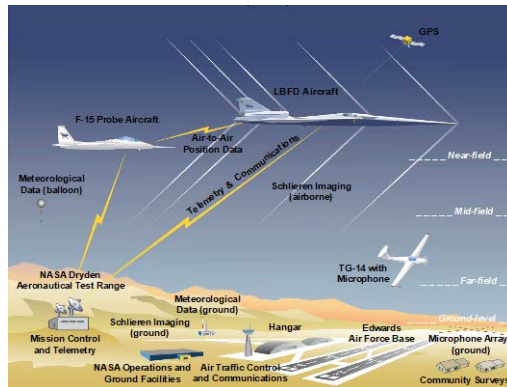 GPS
LBFD Aircraft
F-15 Probe Aircraft
Air-to-Air
Position Data
Telemetry & Communications
Near-field
Meteorological
Data (balloon)
Schlieren Imaging
(airborne)
Mid-field
TG-14 with
Microphone
NASA Dryden
Aeronautical Test Range
Far-field
Meteorological
Data (ground)
Schlieren Imaging
(ground)
Hangar
Ground-level
Mission Control
and Telemetry
Edwards
Air Force Base
Microphone Array
(ground)
NASA Operations and
Ground Facilities
Air Traffic Control
and Communications
Community Surveys